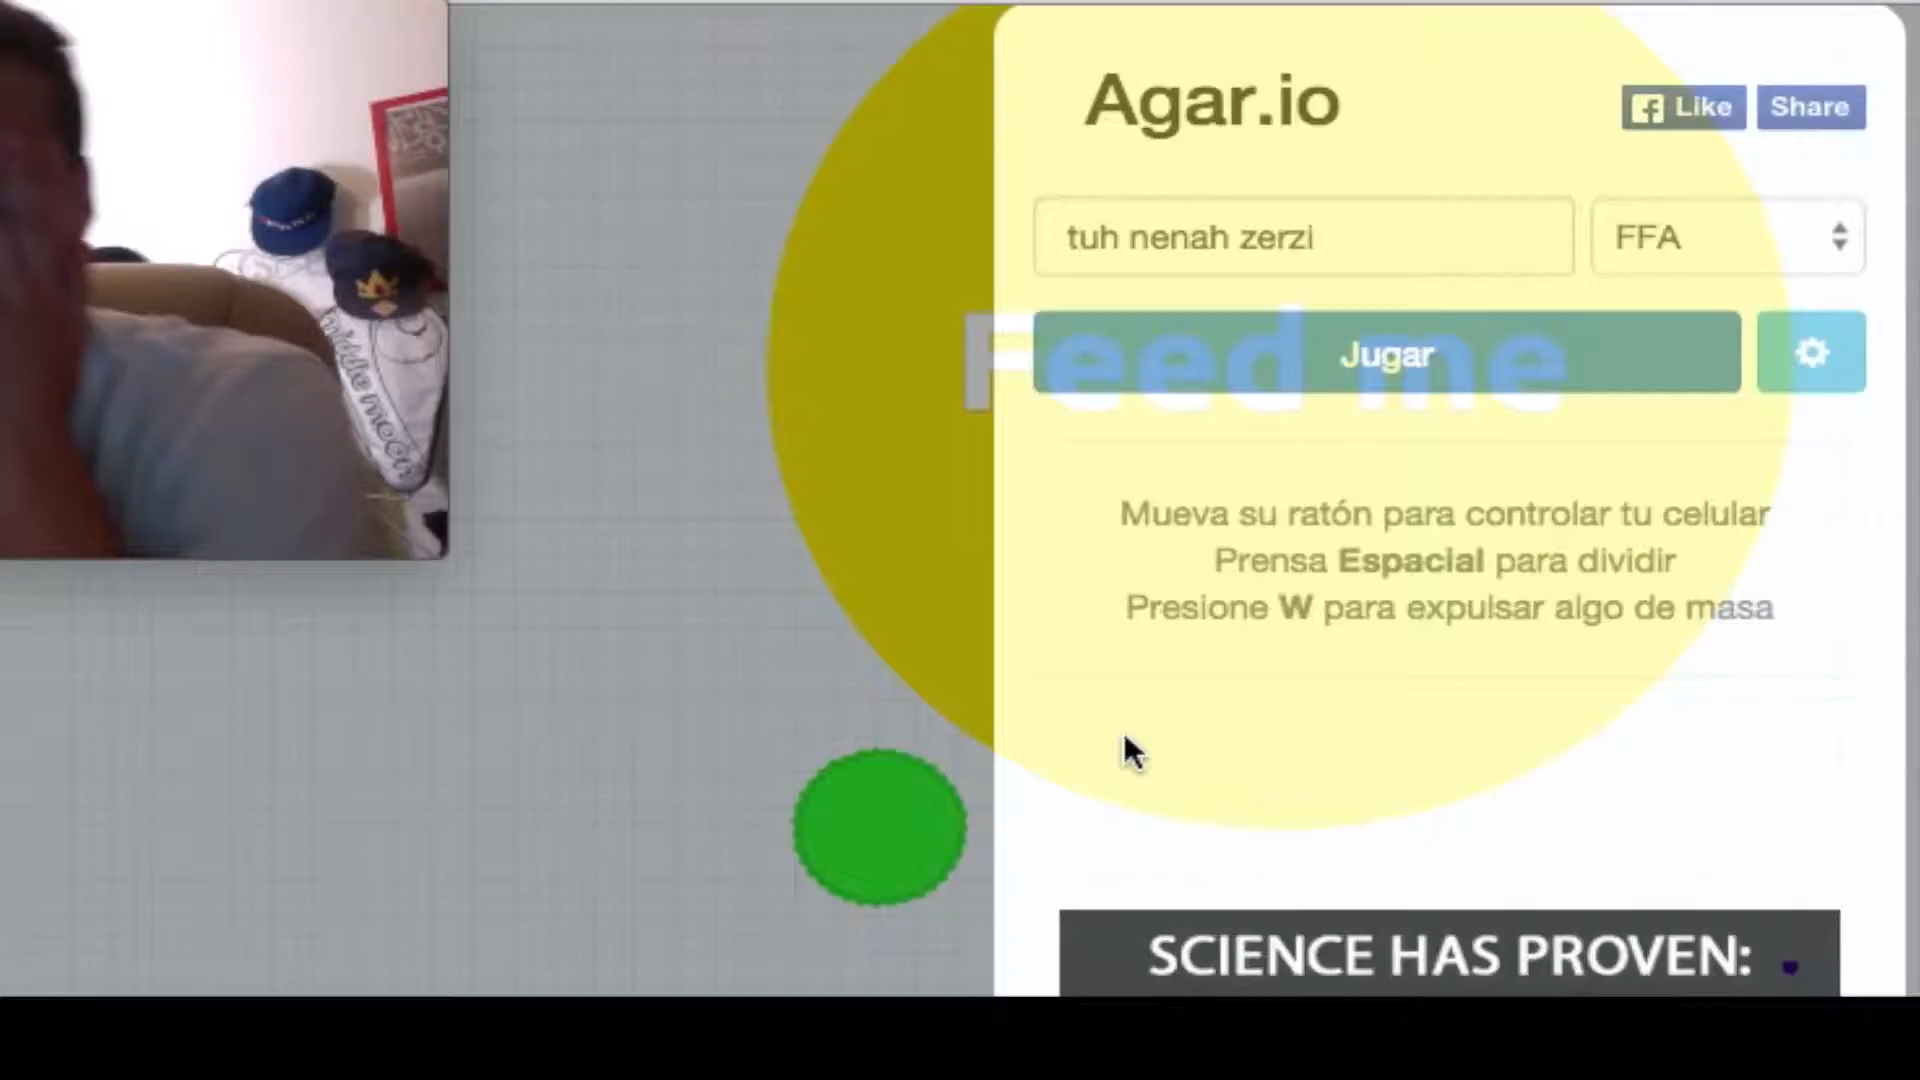 Agar.io
Like
Share
tuh nenah zerzi
FFA
Feed me
Jugar
Mueva su ratón para controlar tu celular
Prensa Espacial para dividir
Presione W para expulsar algo de masa
SCIENCE HAS PROVEN: